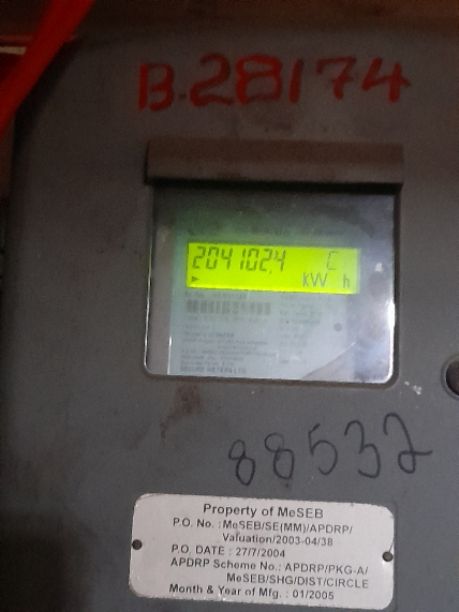 B-28174
204102.4 C
kW h
88532
Property of MeSEB
P.O. No. : MeSEB/SE(MM)/APDRP/
Valuation/2003-04/38
P.O. DATE : 27/7/2004
APDRP Scheme No.: APDRP/PKG-A/
MeSEB/SHG/DIST/CIRCLE
Month & Year of Mfg. : 01/2005